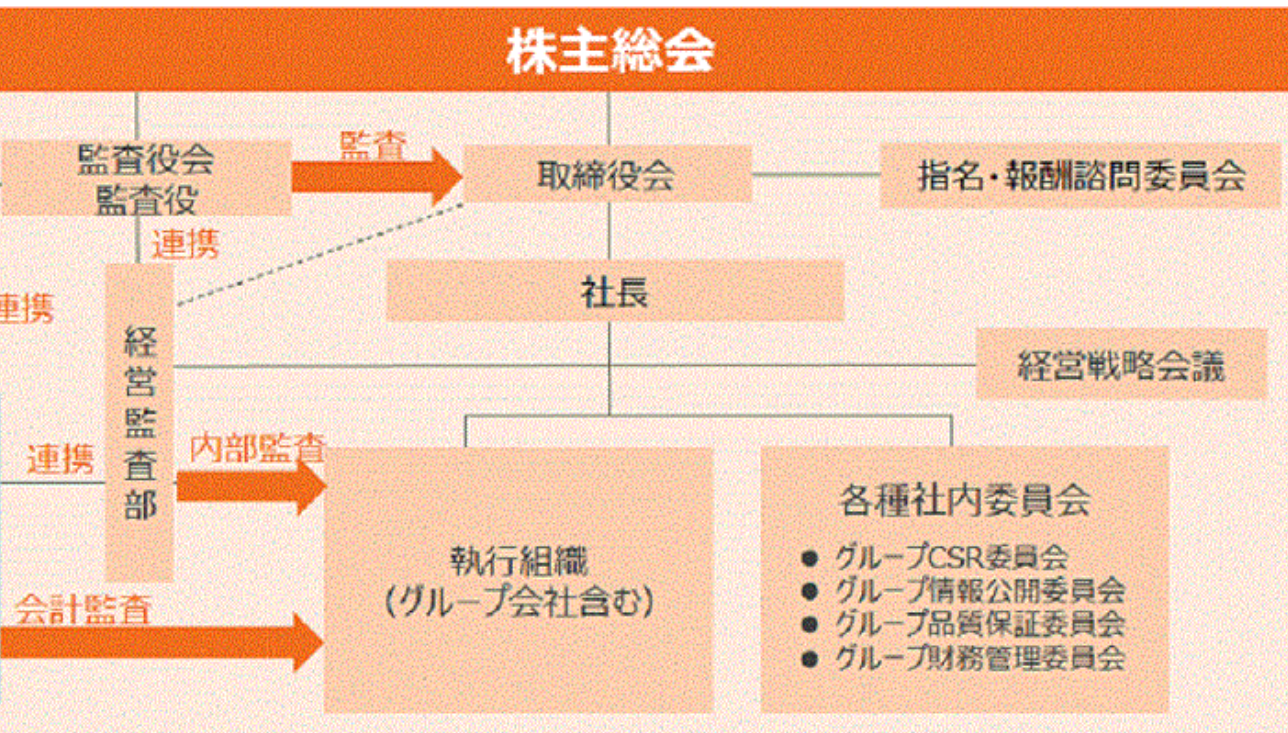 株主総会
監査役会
監査役
監査
取締役会
指名・報酬諮問委員会
連携
社長
連携
経営監査部
経営戦略会議
連携
内部監査
執行組織
(グループ会社含む)
各種社内委員会
● グループCSR委員会
● グループ情報公開委員会
● グループ品質保証委員会
● グループ財務管理委員会
会計監査